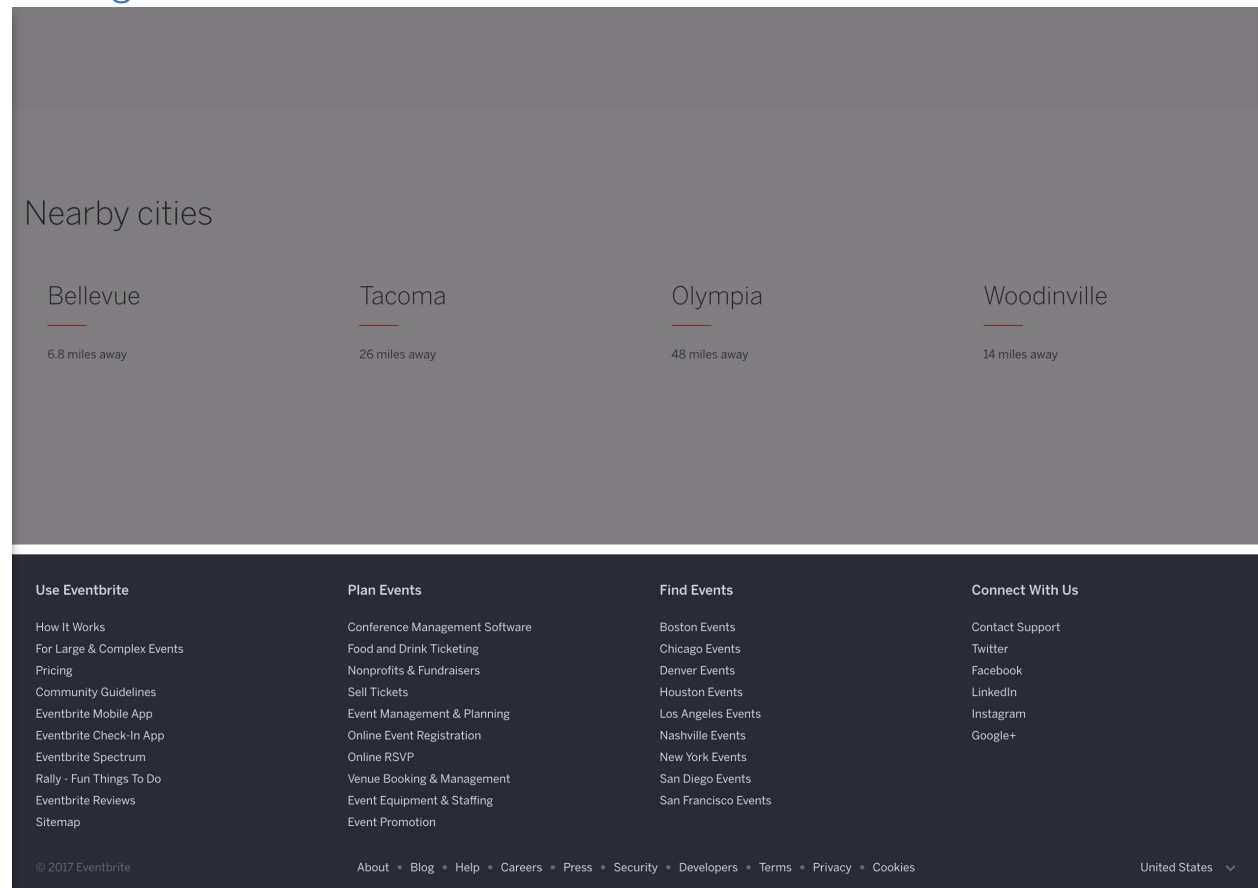 Nearby cities
Bellevue
6.8 miles away
Tacoma
26 miles away
Olympia
48 miles away
Woodinville
14 miles away
Use Eventbrite
How It Works
For Large & Complex Events
Pricing
Community Guidelines
Eventbrite Mobile App
Eventbrite Check-In App
Eventbrite Spectrum
Rally - Fun Things To Do
Eventbrite Reviews
Sitemap
Plan Events
Conference Management Software
Food and Drink Ticketing
Nonprofits & Fundraisers
Sell Tickets
Event Management & Planning
Online Event Registration
Online RSVP
Venue Booking & Management
Event Equipment & Staffing
Event Promotion
Find Events
Boston Events
Chicago Events
Denver Events
Houston Events
Los Angeles Events
Nashville Events
New York Events
San Diego Events
San Francisco Events
Connect With Us
Contact Support
Twitter
Facebook
LinkedIn
Instagram
Google+
© 2017 Eventbrite
About • Blog • Help • Careers • Press • Security • Developers • Terms • Privacy • Cookies
United States